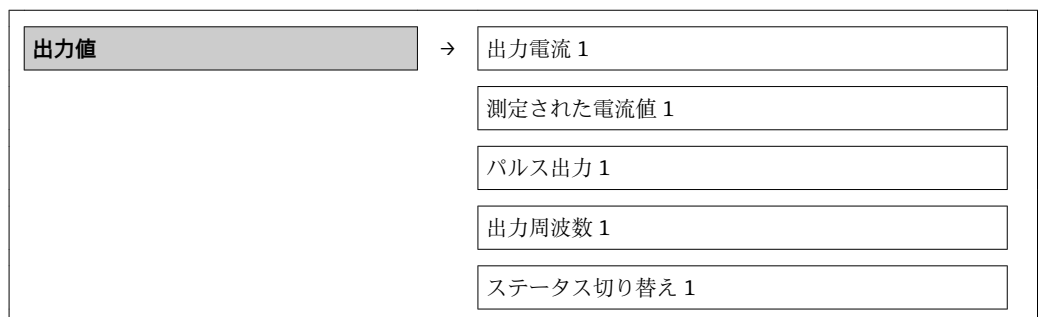 出力値 → 出力電流 1
測定された電流値 1
パルス出力 1
出力周波数 1
ステータス切り替え 1